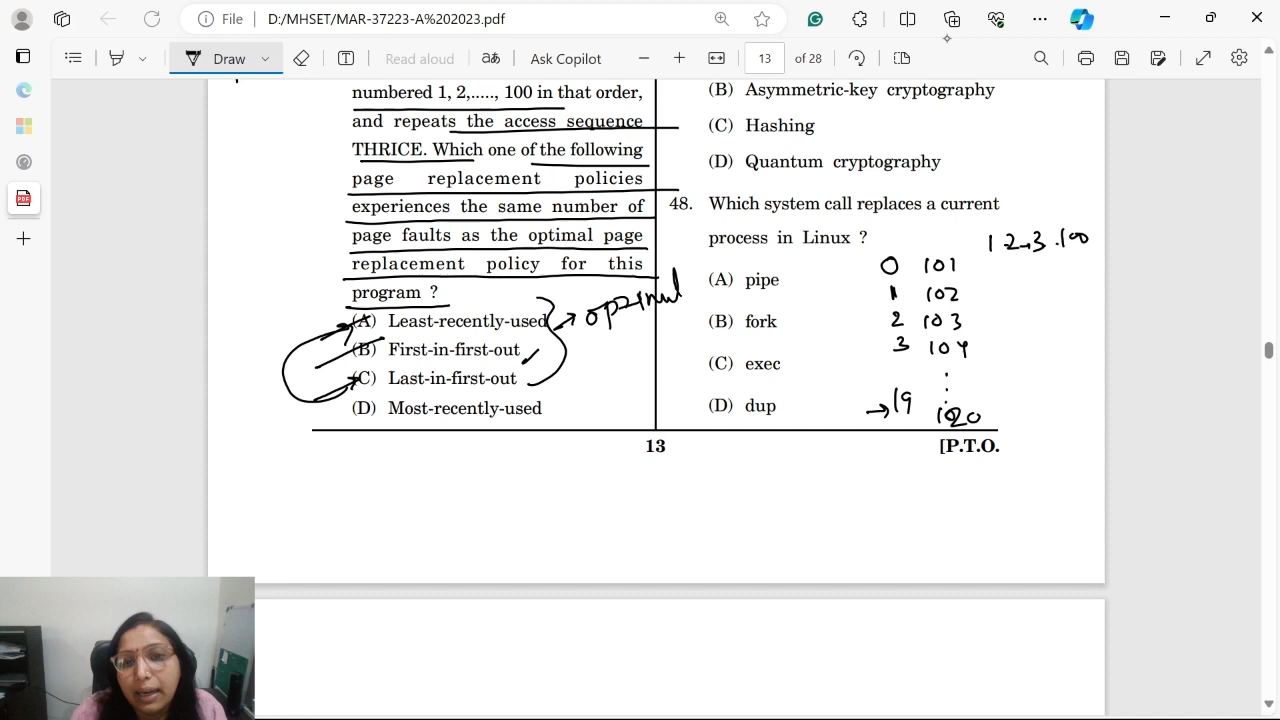 File
D:/MHSET/MAR-37223-A%202023.pdf
Draw
Read aloud
aあ
Ask Copilot
13
of 28
numbered 1, 2,....., 100 in that order,
and repeats the access sequence
THRICE. Which one of the following
page replacement policies
experiences the same number of
page faults as the optimal page
replacement policy for this
program ?
(A) Least-recently-used
(B) First-in-first-out
(C) Last-in-first-out
(D) Most-recently-used
(B) Asymmetric-key cryptography
(C) Hashing
(D) Quantum cryptography
48. Which system call replaces a current
process in Linux ?
(A) pipe
(B) fork
(C) exec
(D) dup
1 2 3 .100
0 101
1 102
2 103
3 104
19 120
13
[P.T.O.
PDF